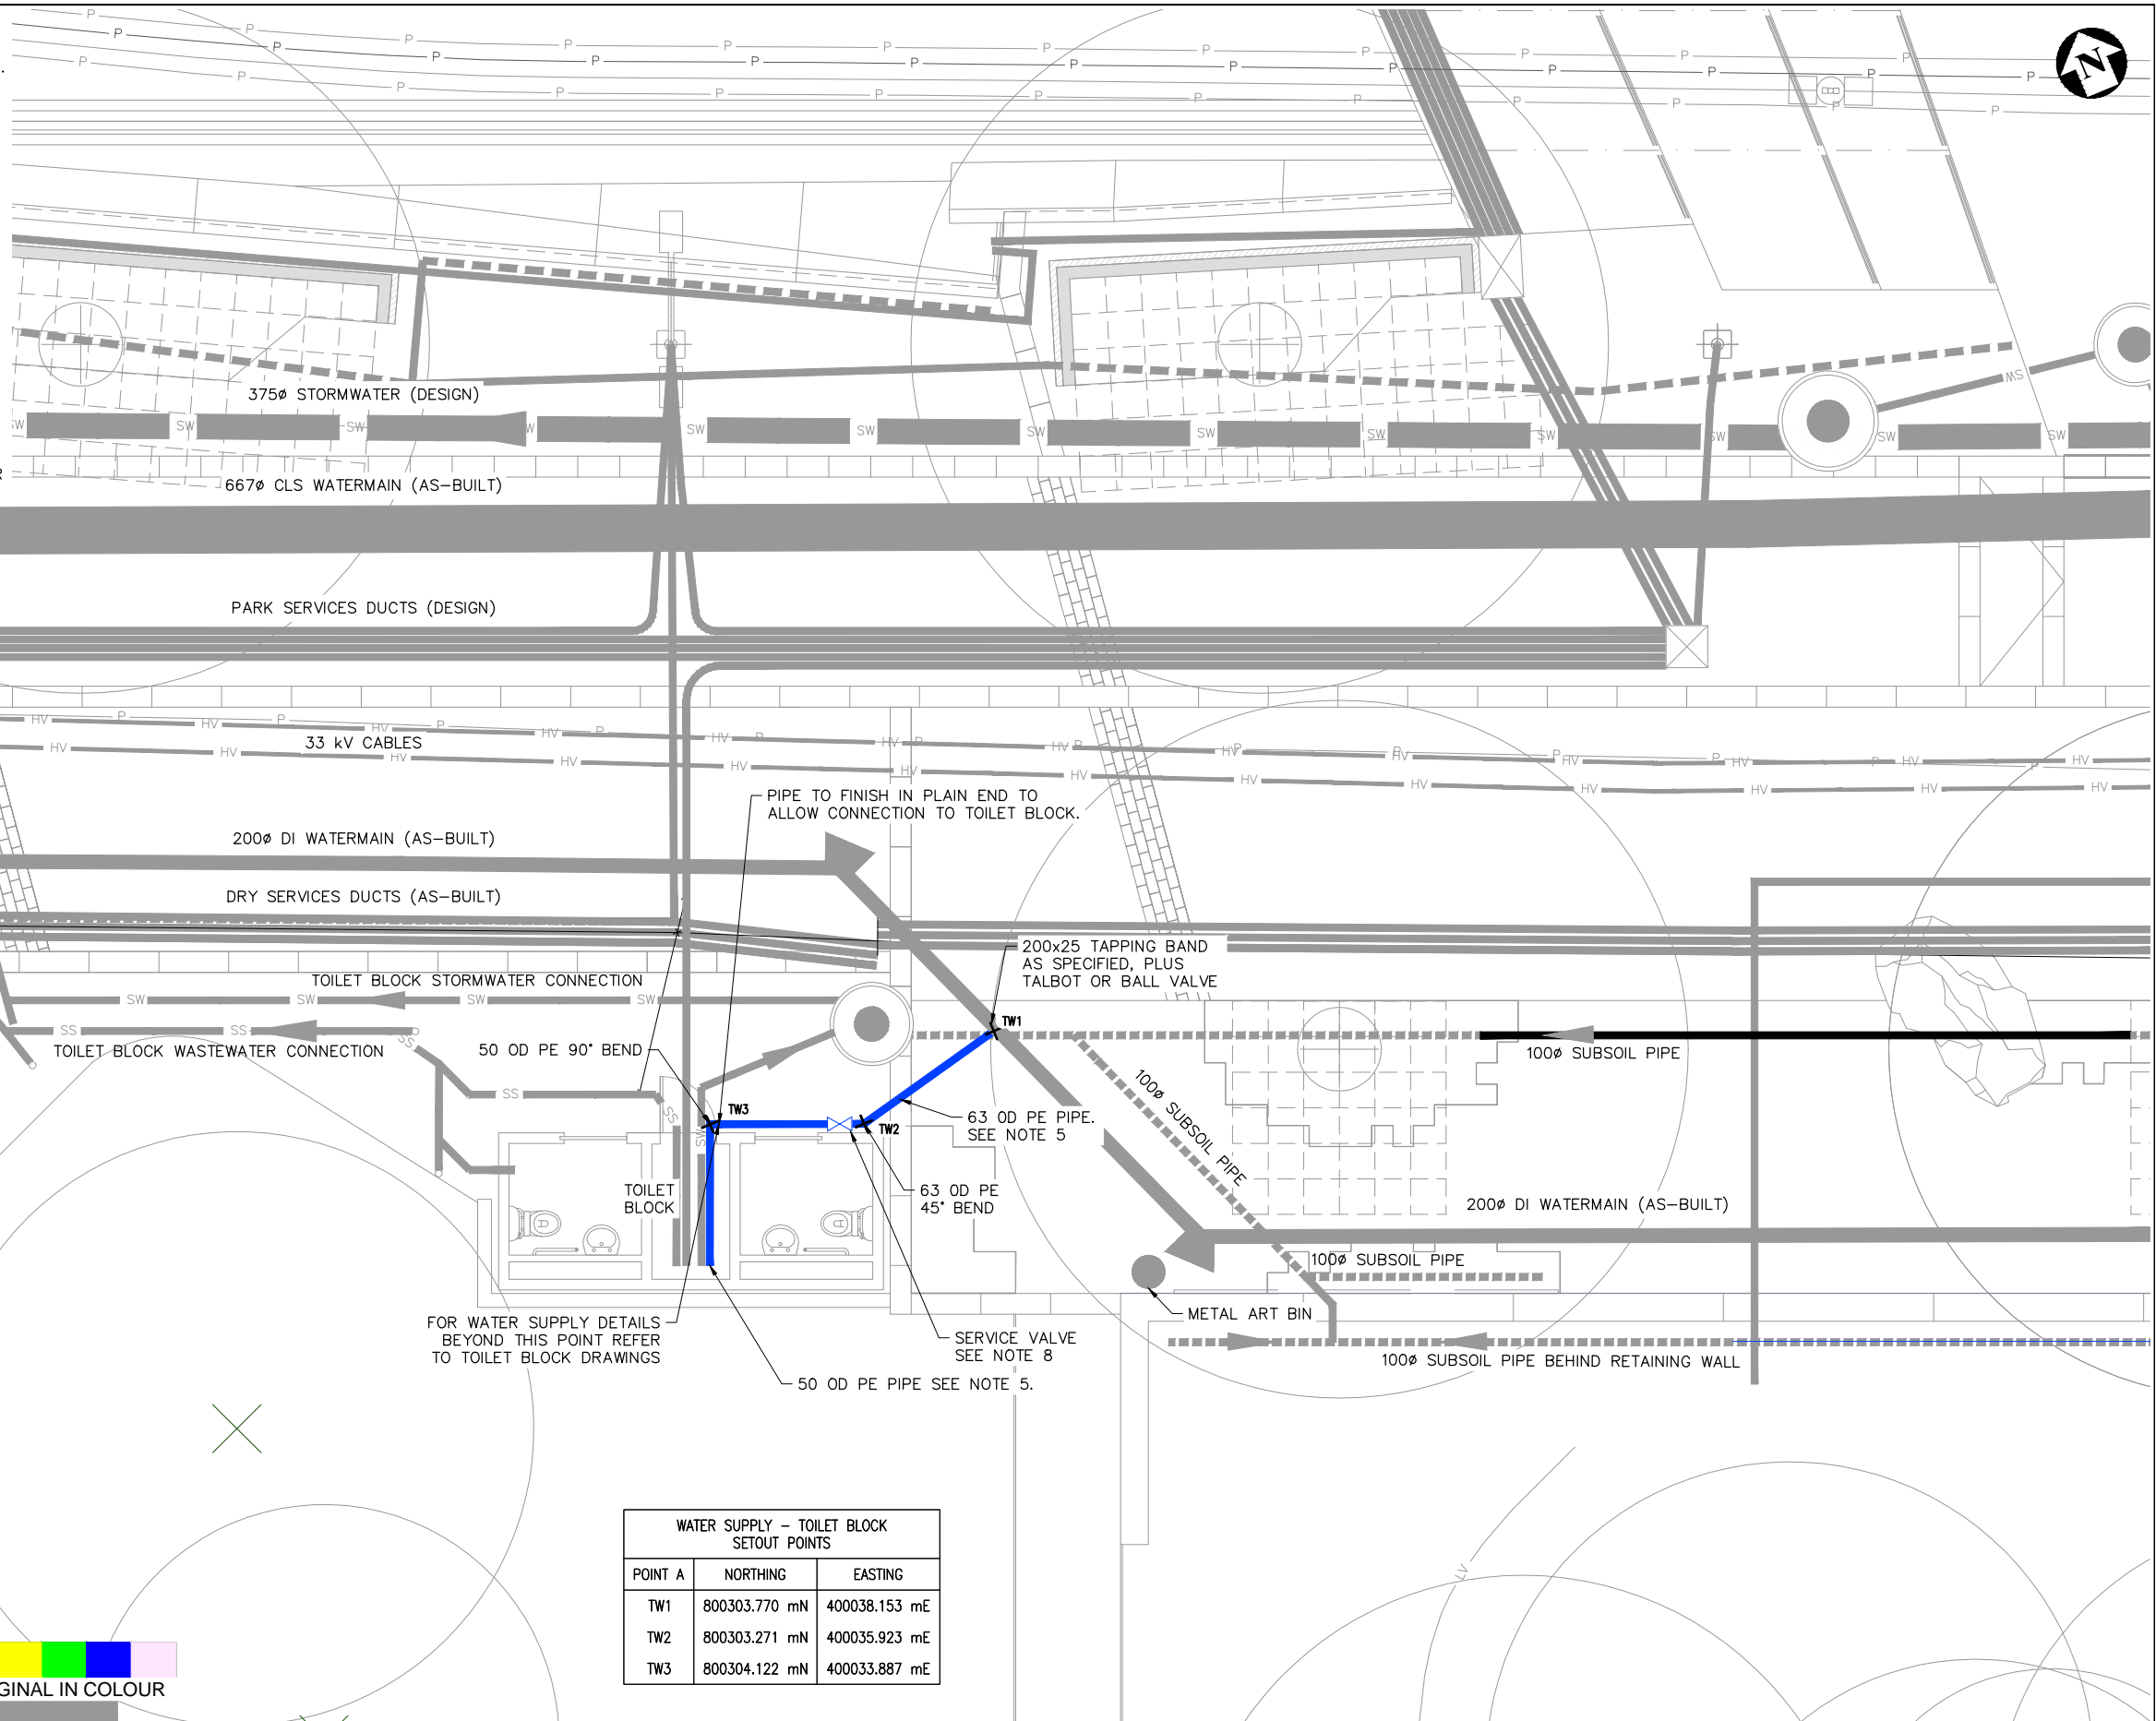 N
375ø STORMWATER (DESIGN)
667ø CLS WATERMAIN (AS-BUILT)
PARK SERVICES DUCTS (DESIGN)
33 kV CABLES
PIPE TO FINISH IN PLAIN END TO
ALLOW CONNECTION TO TOILET BLOCK.
200ø DI WATERMAIN (AS-BUILT)
DRY SERVICES DUCTS (AS-BUILT)
200x25 TAPPING BAND
AS SPECIFIED, PLUS
TALBOT OR BALL VALVE
TOILET BLOCK STORMWATER CONNECTION
TW1
TOILET BLOCK WASTEWATER CONNECTION
50 OD PE 90° BEND
100ø SUBSOIL PIPE
100ø SUBSOIL PIPE
TW3
TW2
63 OD PE PIPE.
SEE NOTE 5
TOILET
BLOCK
63 OD PE
45° BEND
200ø DI WATERMAIN (AS-BUILT)
100ø SUBSOIL PIPE
METAL ART BIN
FOR WATER SUPPLY DETAILS
BEYOND THIS POINT REFER
TO TOILET BLOCK DRAWINGS
SERVICE VALVE
SEE NOTE 8
100ø SUBSOIL PIPE BEHIND RETAINING WALL
50 OD PE PIPE SEE NOTE 5.
LV
WATER SUPPLY – TOILET BLOCK
SETOUT POINTS
POINT A NORTHING EASTING
TW1 800303.770 mN 400038.153 mE
TW2 800303.271 mN 400035.923 mE
TW3 800304.122 mN 400033.887 mE
GINAL IN COLOUR